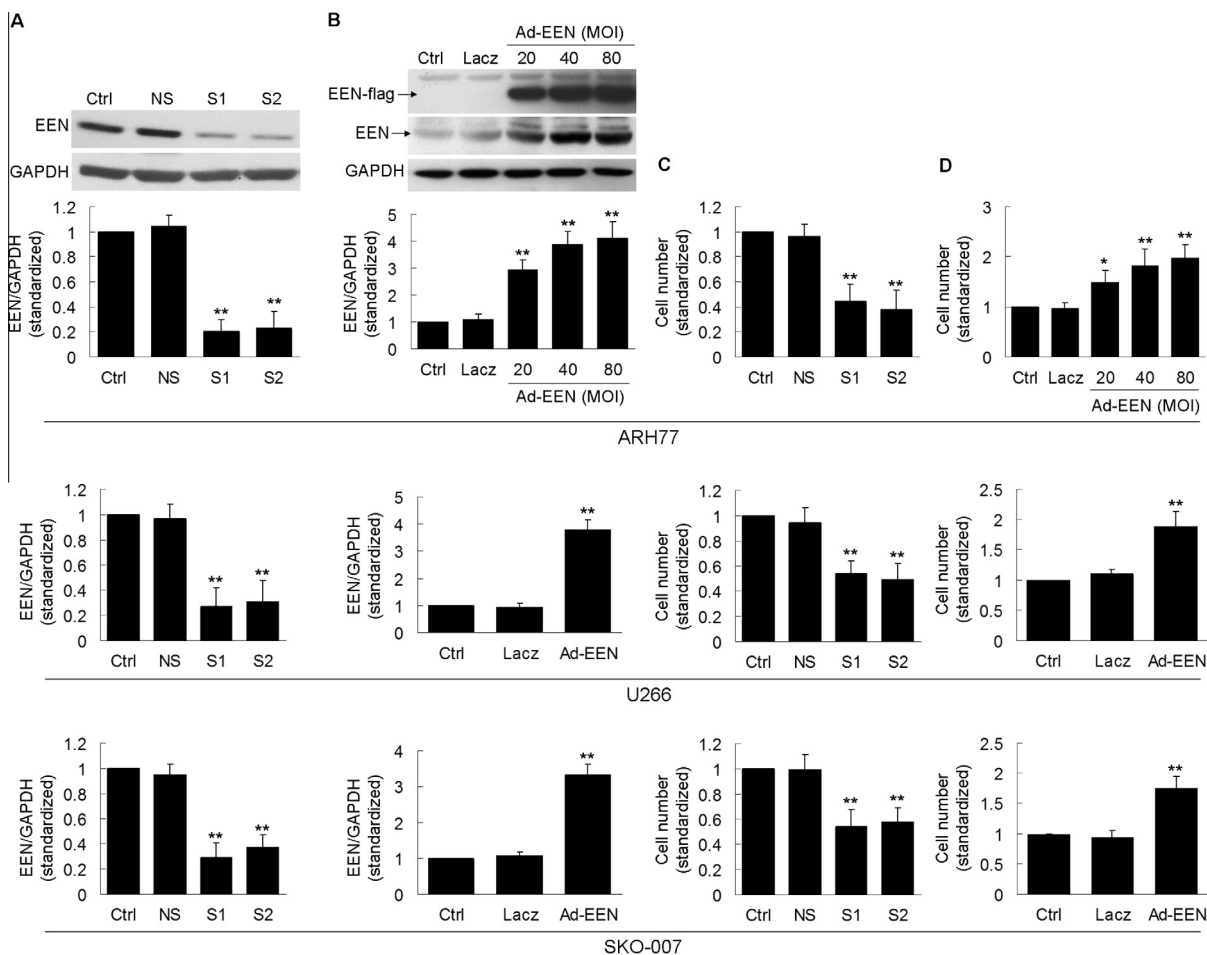 A
B
Ad-EEN (MOI)
Ctrl Lacz 20 40 80
EEN-flag
Ctrl NS S1 S2
EEN
EEN
GAPDH
GAPDH
C
D
EEN/GAPDH
(standardized)
1.2
1
0.8
0.6
0.4
0.2
0
** **
Ctrl NS S1 S2
EEN/GAPDH
(standardized)
5
4
3
2
1
0
** ** **
Ctrl Lacz 20 40 80
Ad-EEN (MOI)
Cell number
(standardized)
1.2
1
0.8
0.6
0.4
0.2
0
** **
Ctrl NS S1 S2
Cell number
(standardized)
3
2
1
0
* ** **
Ctrl Lacz 20 40 80
Ad-EEN (MOI)
ARH77
EEN/GAPDH
(standardized)
1.2
1
0.8
0.6
0.4
0.2
0
** **
Ctrl NS S1 S2
EEN/GAPDH
(standardized)
5
4
3
2
1
0
**
Ctrl Lacz Ad-EEN
Cell number
(standardized)
1.2
1
0.8
0.6
0.4
0.2
0
** **
Ctrl NS S1 S2
Cell number
(standardized)
2.5
2
1.5
1
0.5
0
**
Ctrl Lacz Ad-EEN
U266
EEN/GAPDH
(standardized)
1.2
1
0.8
0.6
0.4
0.2
0
** **
Ctrl NS S1 S2
EEN/GAPDH
(standardized)
4
3
2
1
0
**
Ctrl Lacz Ad-EEN
Cell number
(standardized)
1.2
1
0.8
0.6
0.4
0.2
0
** **
Ctrl NS S1 S2
Cell number
(standardized)
2.5
2
1.5
1
0.5
0
**
Ctrl Lacz Ad-EEN
SKO-007